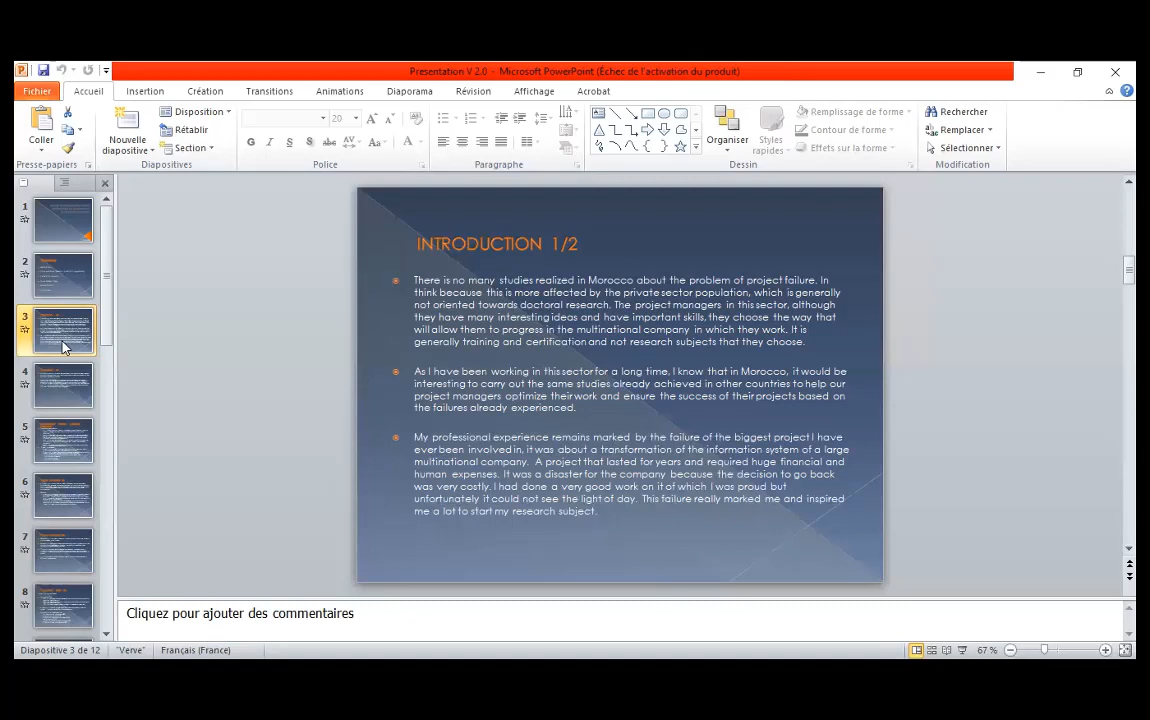 Presentation V 2.0 - Microsoft PowerPoint (Échec de l'activation du produit)
Fichier Accueil Insertion Création Transitions Animations Diaporama Révision Affichage Acrobat
Coller
Nouvelle diapositive
Disposition
Rétablir
Section
20
G I S S abc AV Aa A
Organiser
Styles rapides
Remplissage de forme
Contour de forme
Effets sur la forme
Rechercher
Remplacer
Sélectionner
Presse-papiers Diapositives Police Paragraphe Dessin Modification
1
2
3
4
5
6
7
8
INTRODUCTION 1/2
There is no many studies realized in Morocco about the problem of project failure. In
think because this is more affected by the private sector population, which is generally
not oriented towards doctoral research. The project managers in this sector, although
they have many interesting ideas and have important skills, they choose the way that
will allow them to progress in the multinational company in which they work. It is
generally training and certification and not research subjects that they choose.
As I have been working in this sector for a long time, I know that in Morocco, it would be
interesting to carry out the same studies already achieved in other countries to help our
project managers optimize their work and ensure the success of their projects based on
the failures already experienced.
My professional experience remains marked by the failure of the biggest project I have
ever been involved in, it was about a transformation of the information system of a large
multinational company. A project that lasted for years and required huge financial and
human expenses. It was a disaster for the company because the decision to go back
was very costly. I had done a very good work on it of which I was proud but
unfortunately it could not see the light of day. This failure really marked me and inspired
me a lot to start my research subject.
Cliquez pour ajouter des commentaires
Diapositive 3 de 12 "Verve" Français (France) 67 %